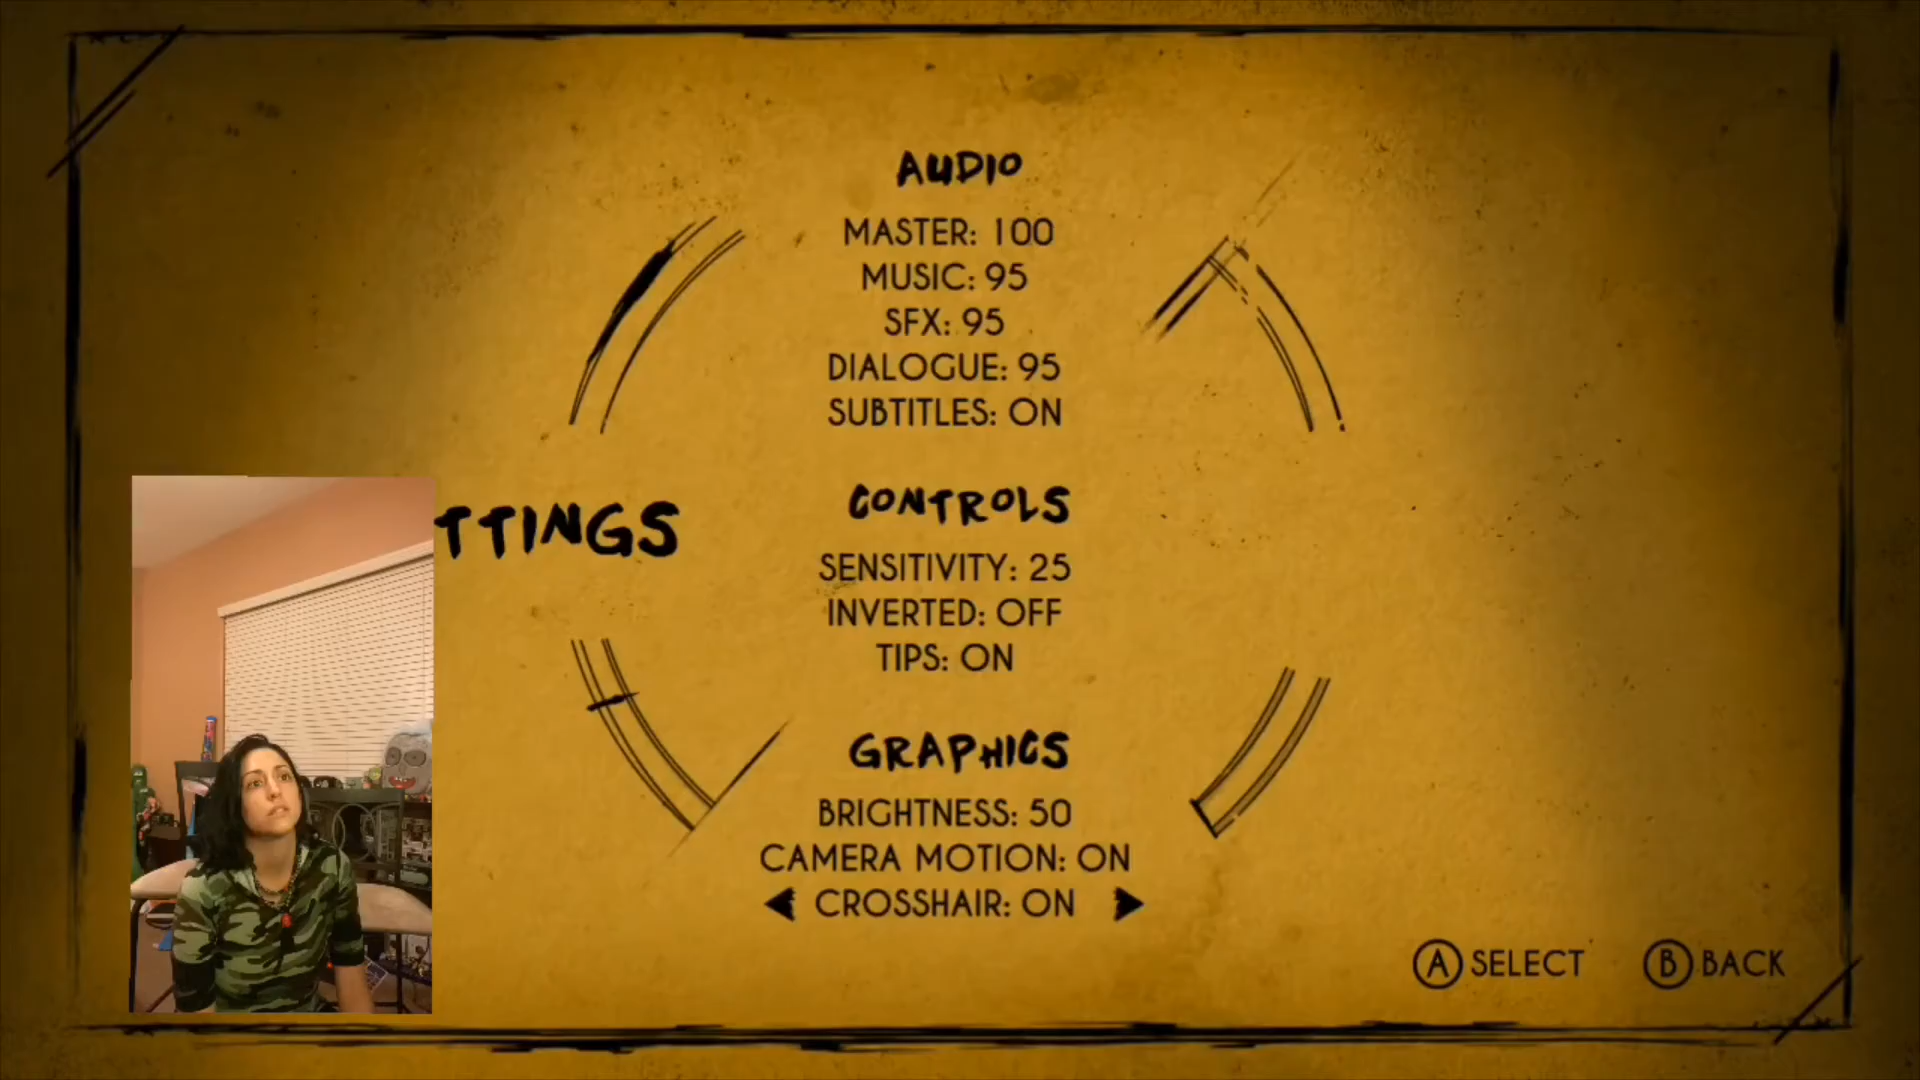 AUDIO
MASTER: 100
MUSIC: 95
SFX: 95
DIALOGUE: 95
SUBTITLES: ON
TTINGS
CONTROLS
SENSITIVITY: 25
INVERTED: OFF
TIPS: ON
GRAPHICS
BRIGHTNESS: 50
CAMERA MOTION: ON
CROSSHAIR: ON
A SELECT B BACK